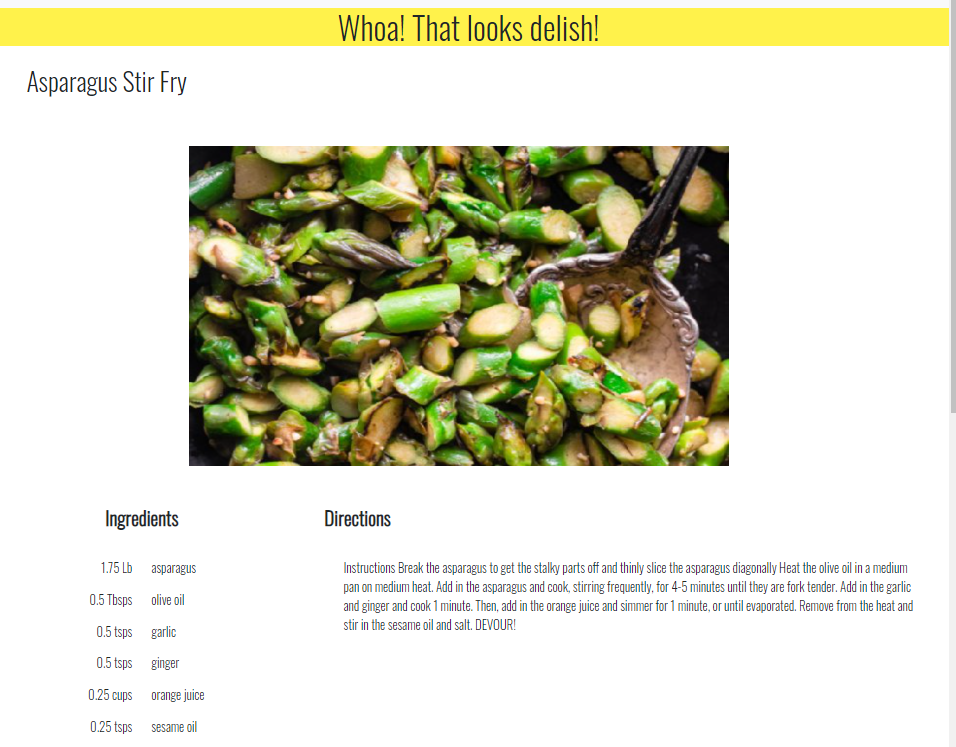 Whoa! That looks delish!
Asparagus Stir Fry
Ingredients
1.75 Lb asparagus
0.5 Tbsps olive oil
0.5 tsps garlic
0.5 tsps ginger
0.25 cups orange juice
0.25 tsps sesame oil
Directions
Instructions Break the asparagus to get the stalky parts off and thinly slice the asparagus diagonally Heat the olive oil in a medium
pan on medium heat. Add in the asparagus and cook, stirring frequently, for 4-5 minutes until they are fork tender. Add in the garlic
and ginger and cook 1 minute. Then, add in the orange juice and simmer for 1 minute, or until evaporated. Remove from the heat and
stir in the sesame oil and salt. DEVOUR!